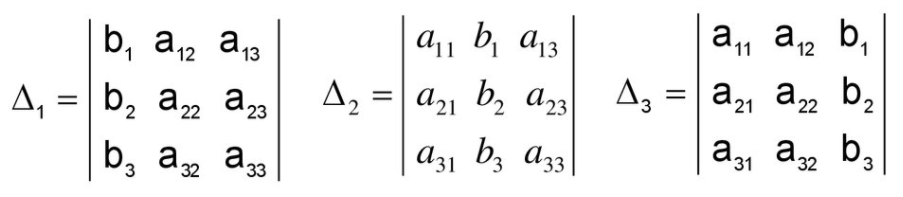 Δ₁ = | b₁ a₁₂ a₁₃ | Δ₂ = | a₁₁ b₁ a₁₃ | Δ₃ = | a₁₁ a₁₂ b₁ |
| b₂ a₂₂ a₂₃ | | a₂₁ b₂ a₂₃ | | a₂₁ a₂₂ b₂ |
| b₃ a₃₂ a₃₃ | | a₃₁ b₃ a₃₃ | | a₃₁ a₃₂ b₃ |